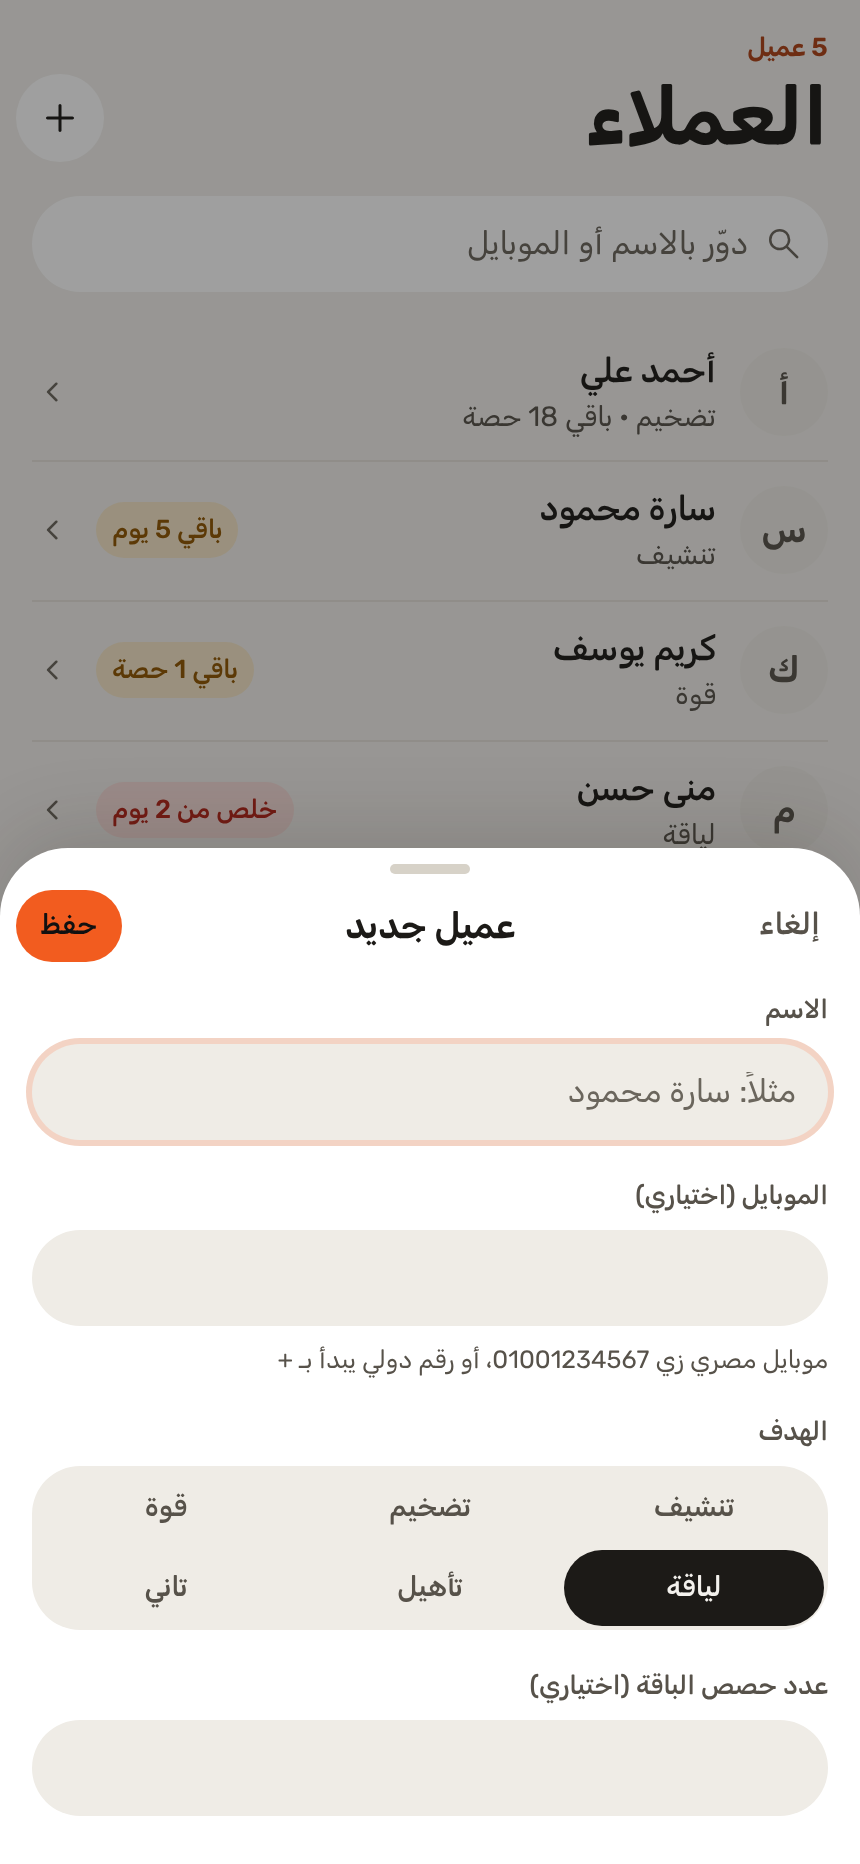 5 عميل
العملاء
دوّر بالاسم أو الموبايل
أ
أحمد علي
تضخيم • باقي 18 حصة
س
سارة محمود
تنشيف
باقي 5 يوم
ك
كريم يوسف
قوة
باقي 1 حصة
م
منى حسن
لياقة
خلص من 2 يوم
إلغاء
عميل جديد
حفظ
الاسم
مثلاً: سارة محمود
الموبايل (اختياري)
موبايل مصري زي 01001234567، أو رقم دولي يبدأ بـ +
الهدف
تنشيف
تضخيم
قوة
لياقة
تأهيل
تاني
عدد حصص الباقة (اختياري)